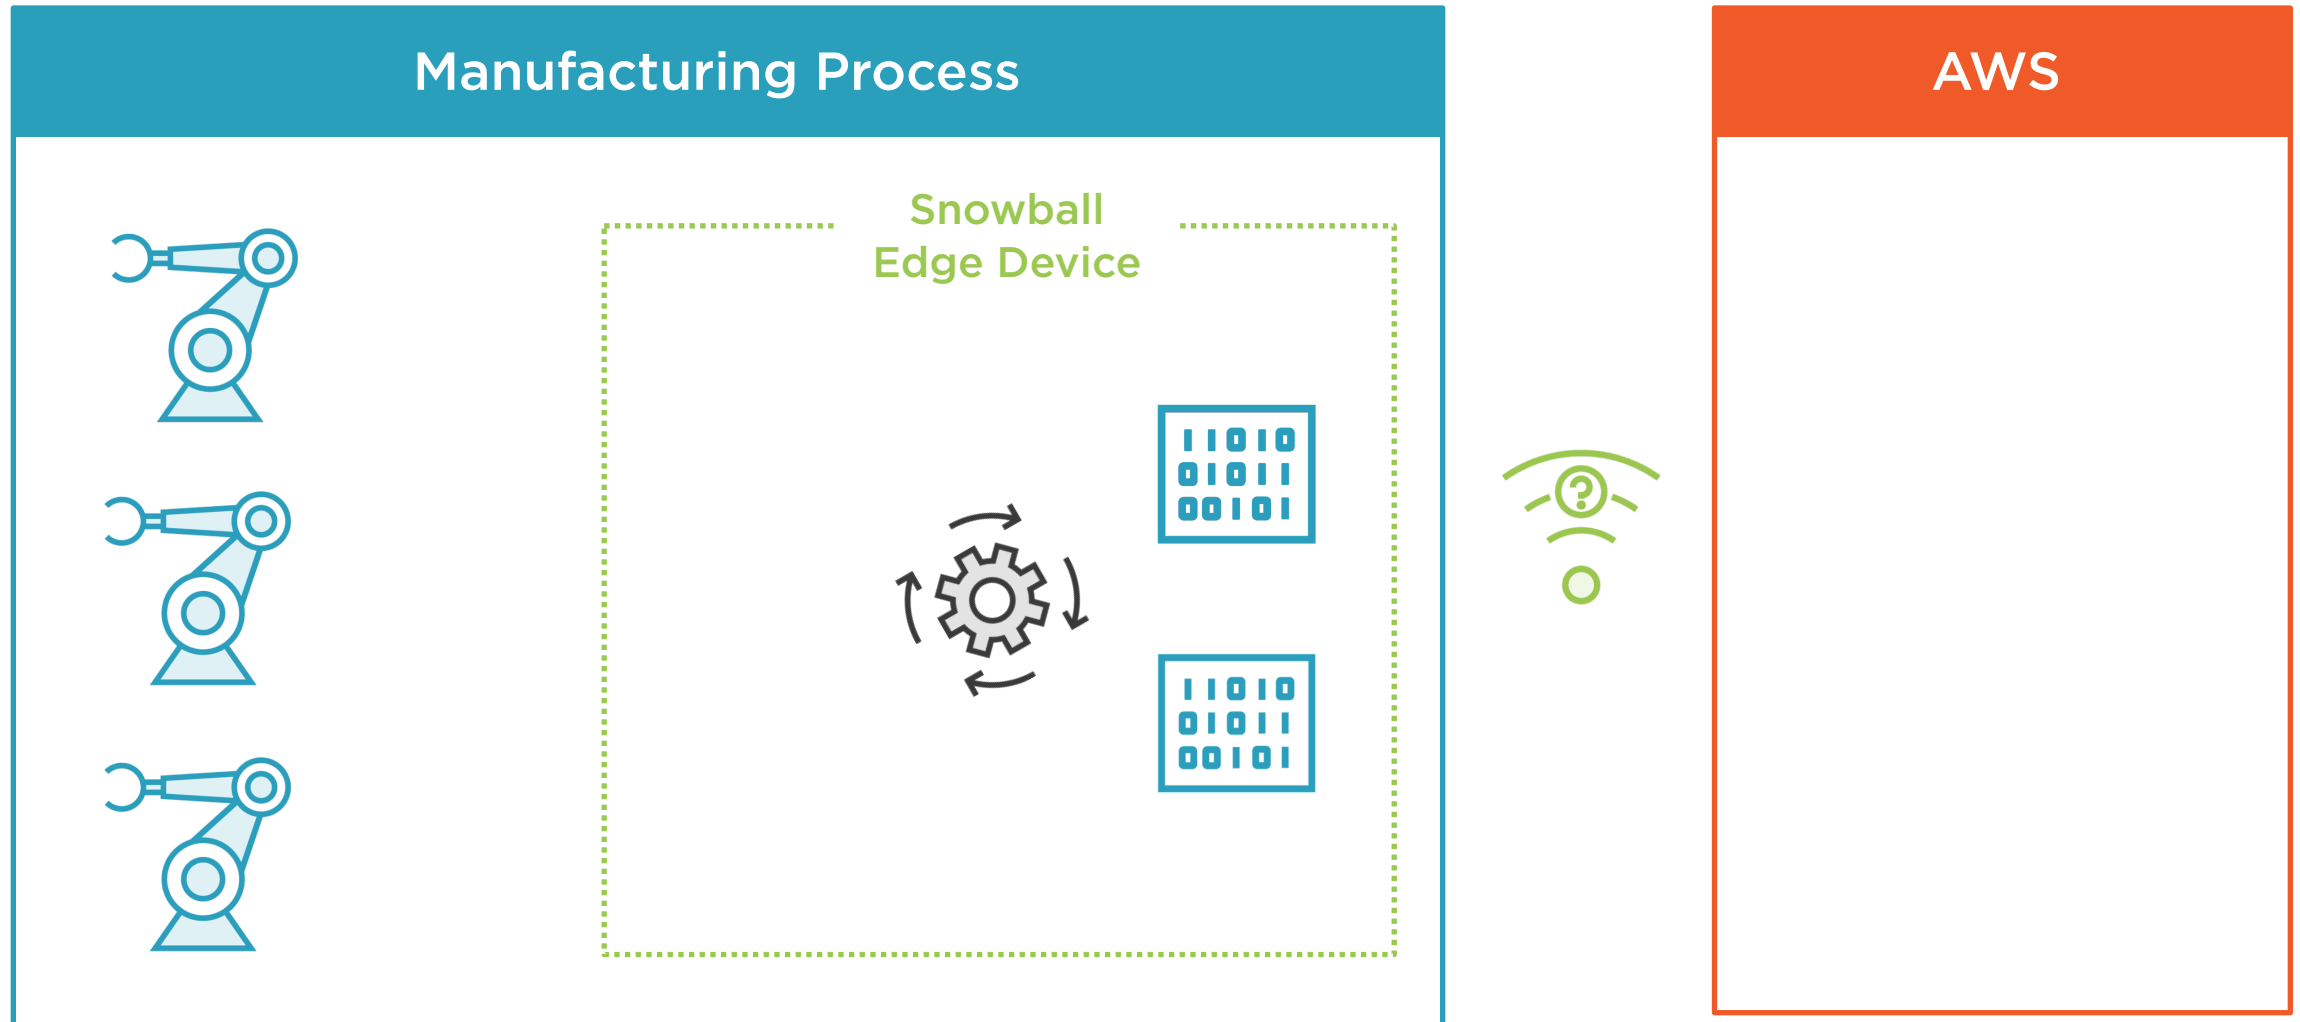 Manufacturing Process
AWS
Snowball
Edge Device
11010
01011
00101
?
11010
01011
00101